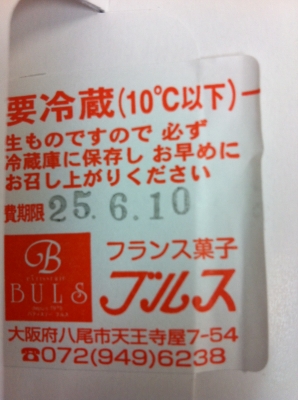 要冷蔵(10℃以下)
生ものですので 必ず
冷蔵庫に保存し お早めに
お召し上がりください
費期限 25.6.10
B
BULS
フランス菓子
ブルス
大阪府八尾市天王寺屋7-54
☎072(949)6238